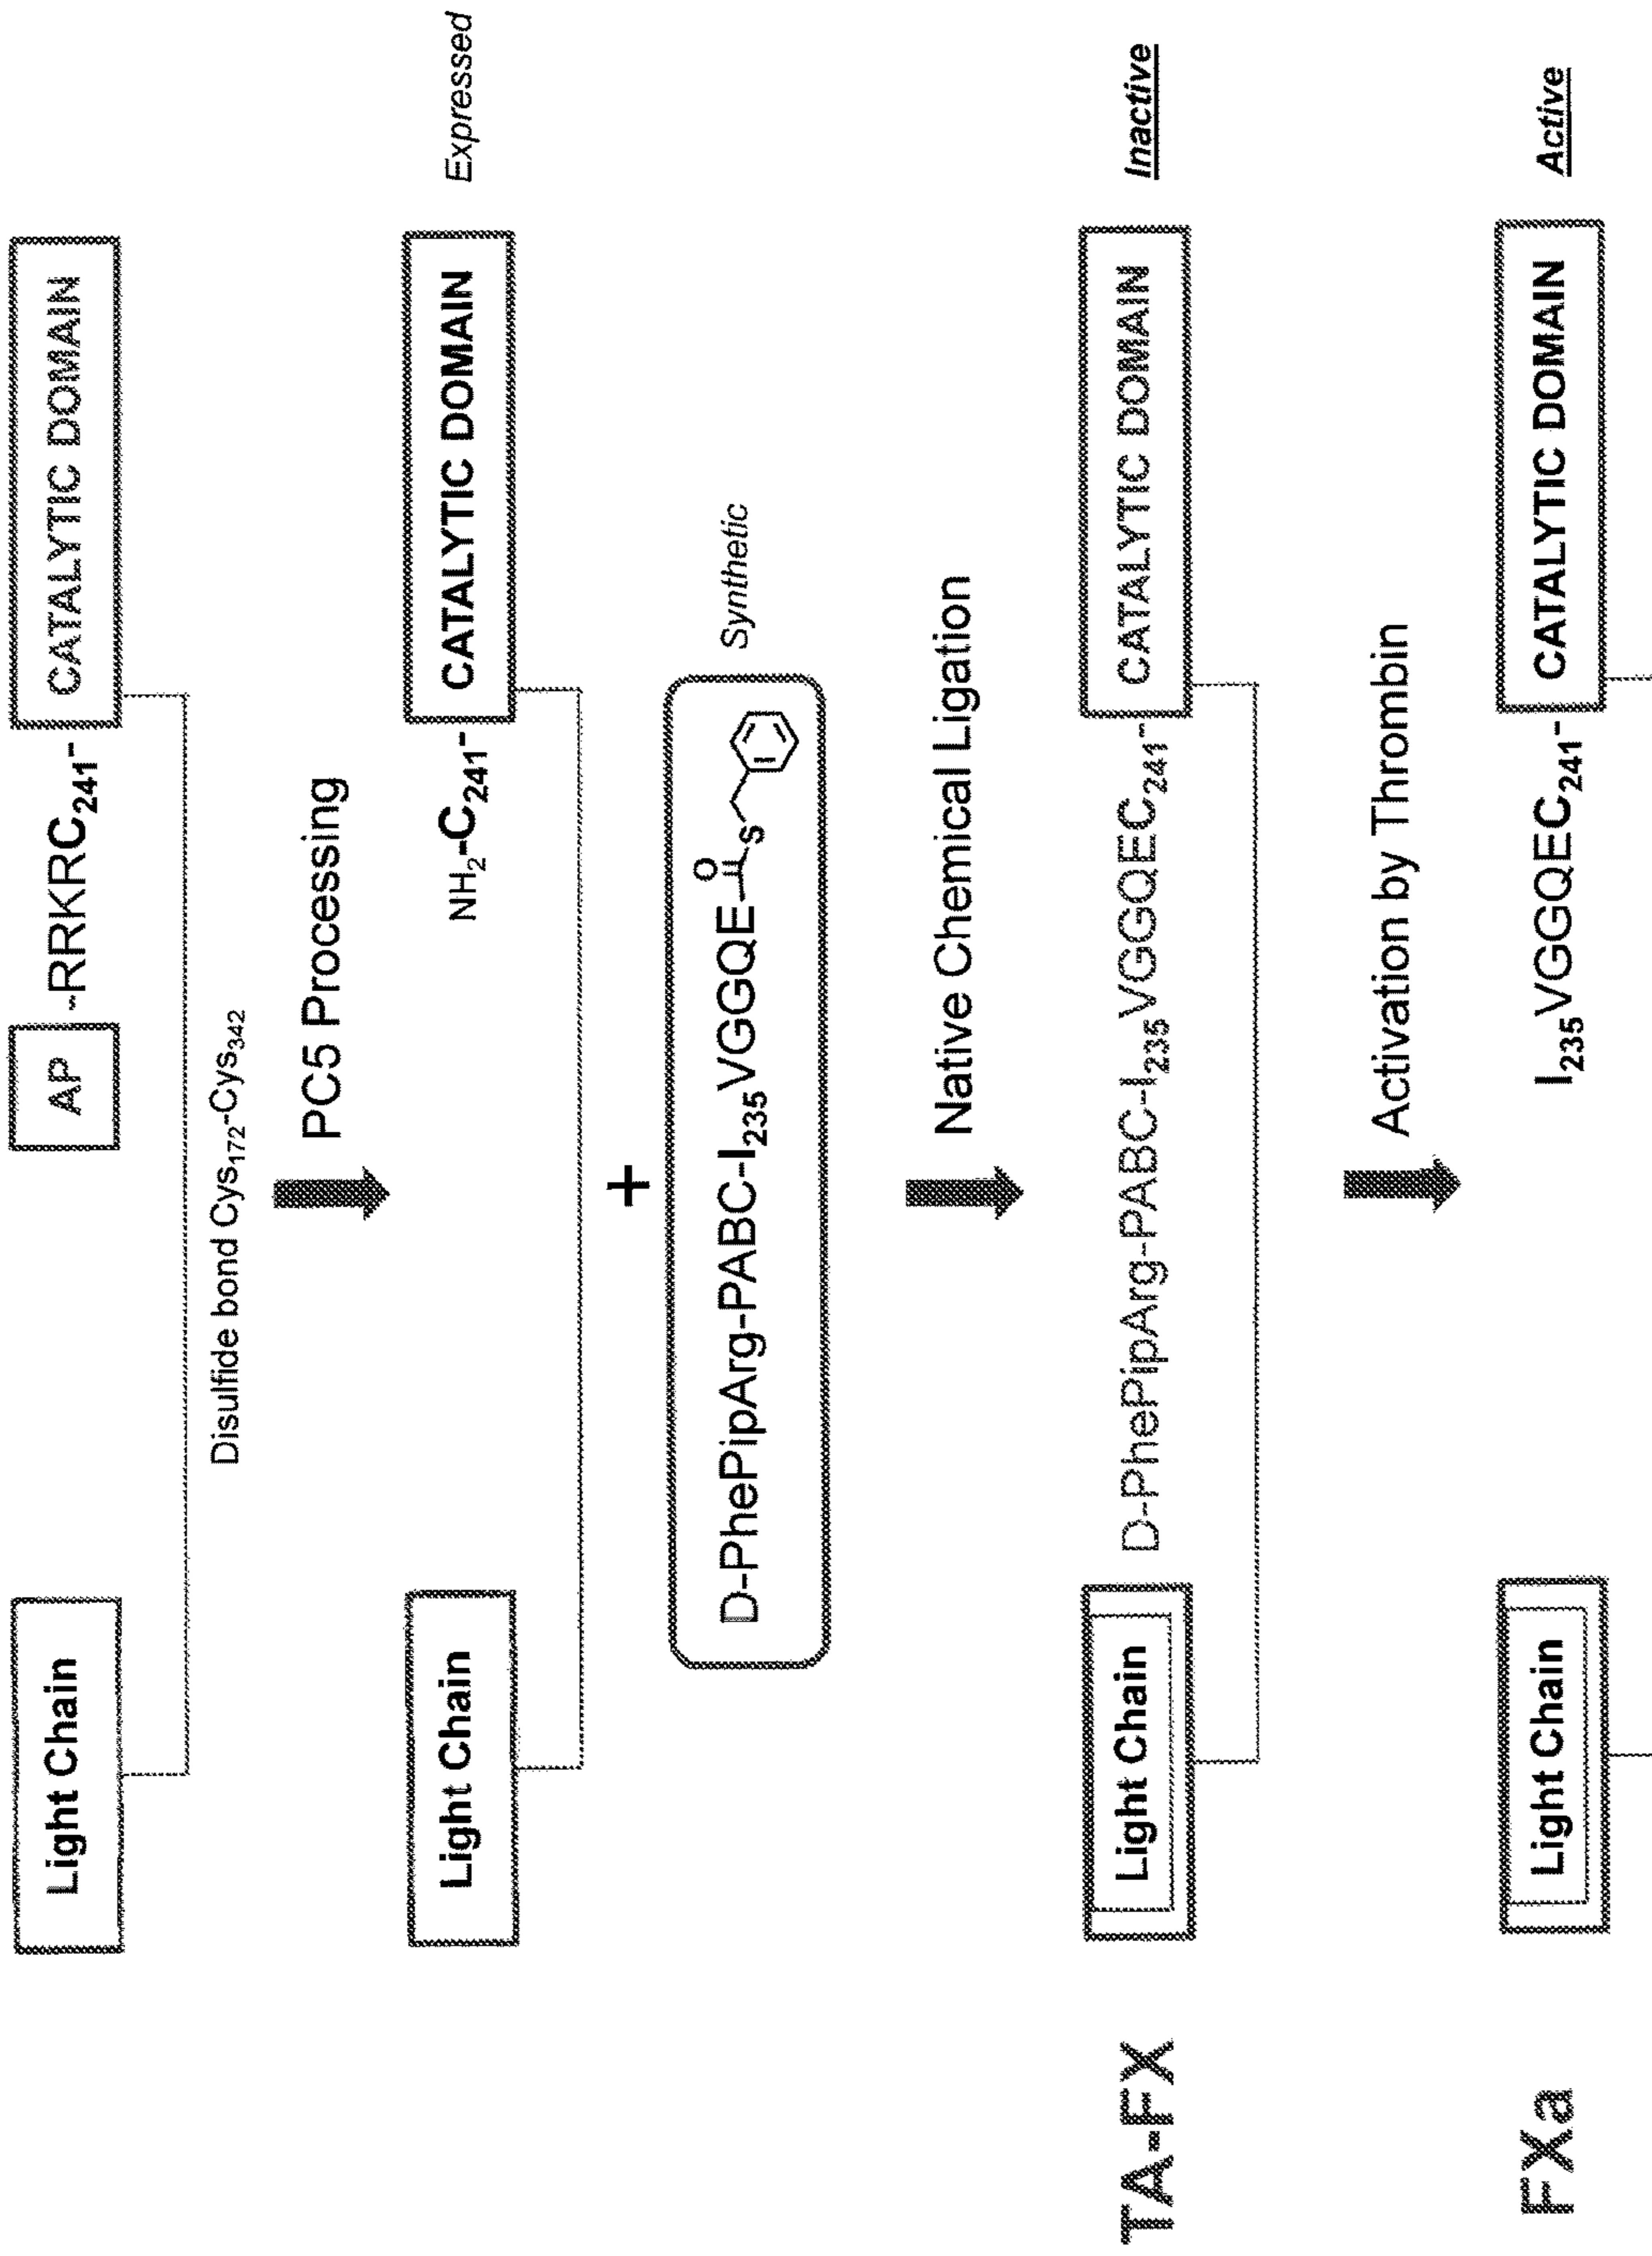 Light Chain AP --RRKRC241- CATALYTIC DOMAIN
Disulfide bond Cys172-Cys342
PC5 Processing
Light Chain NH2-C241- CATALYTIC DOMAIN Expressed
+
D-PhePipArg-PABC-I235VGGQE O S Synthetic
Native Chemical Ligation
TA-FX Light Chain D-PhePipArg-PABC-I235VGGQEC241- CATALYTIC DOMAIN Inactive
Activation by Thrombin
FXa Light Chain I235VGGQEC241- CATALYTIC DOMAIN Active